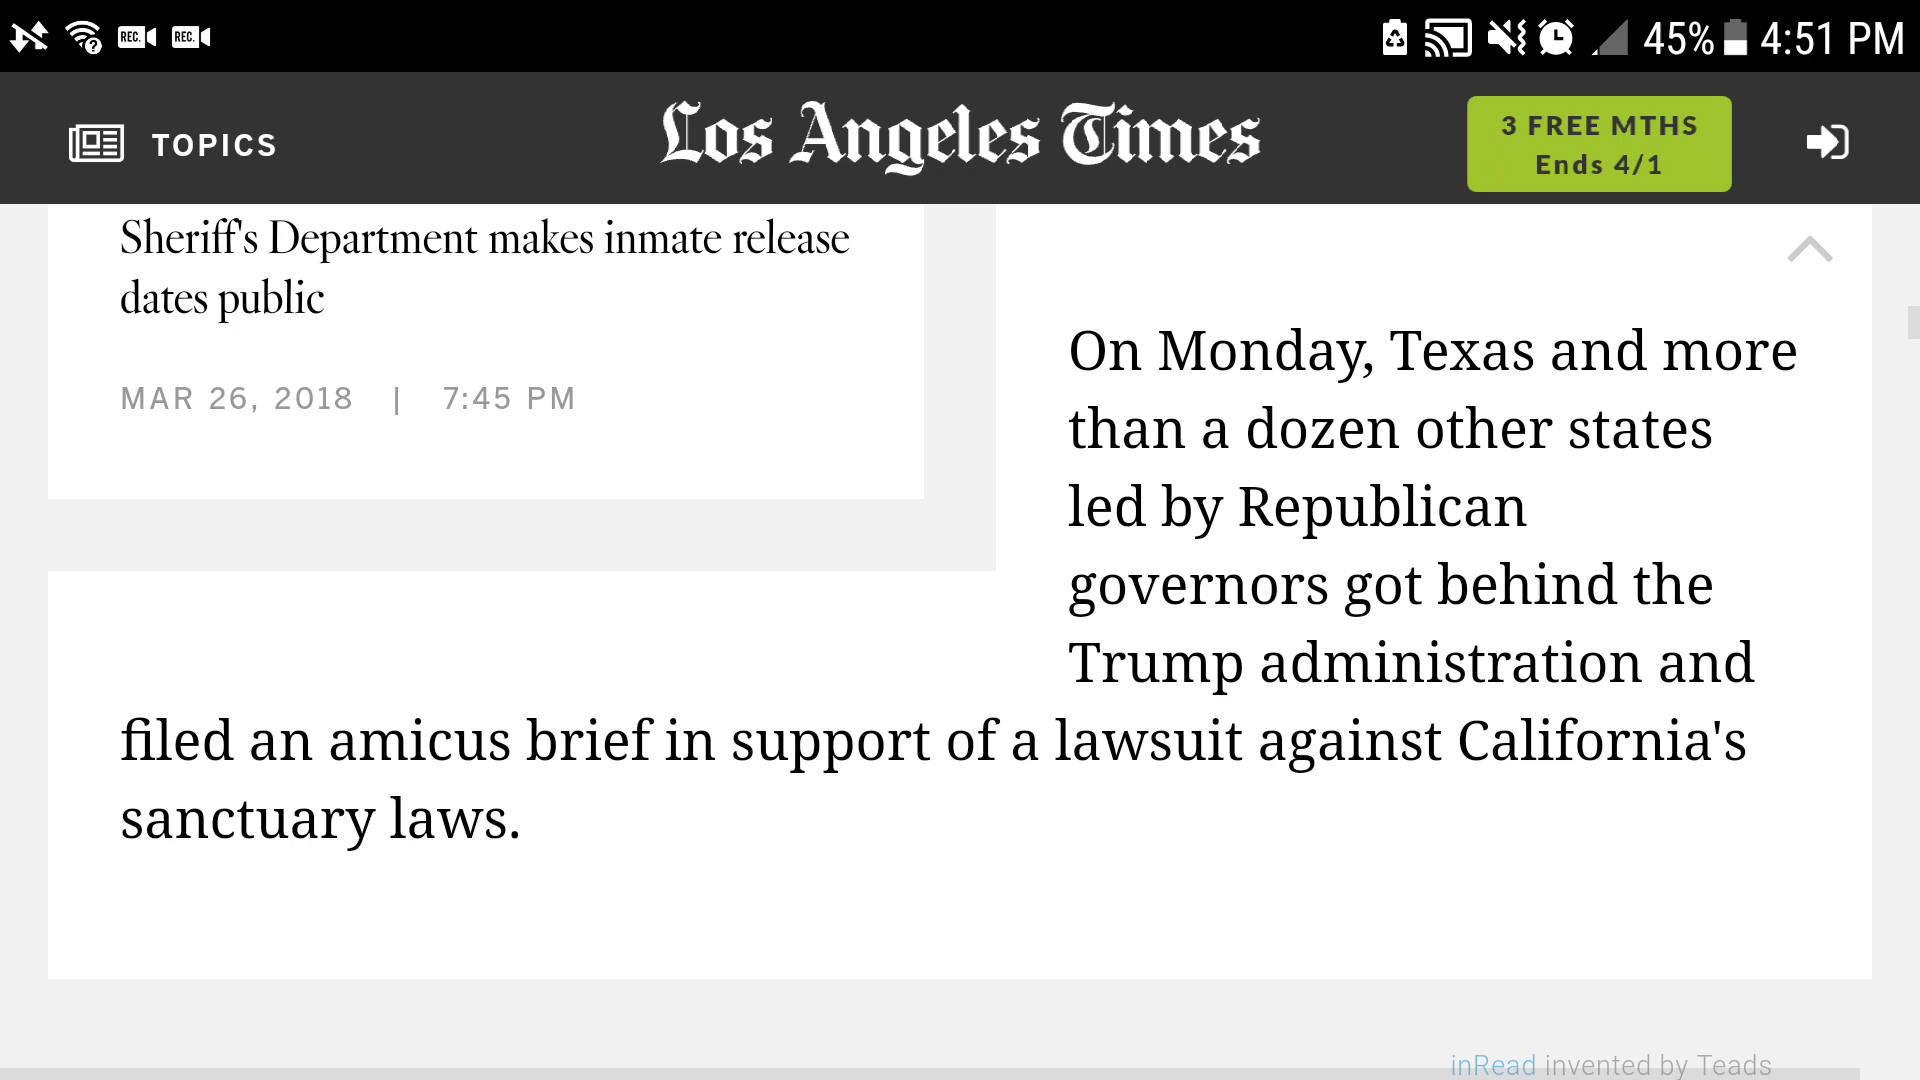 REC. REC. 45% 4:51 PM
TOPICS
Los Angeles Times
3 FREE MTHS
Ends 4/1
Sheriff's Department makes inmate release
dates public
MAR 26, 2018 | 7:45 PM
On Monday, Texas and more
than a dozen other states
led by Republican
governors got behind the
Trump administration and
filed an amicus brief in support of a lawsuit against California's
sanctuary laws.
inRead invented by Teads